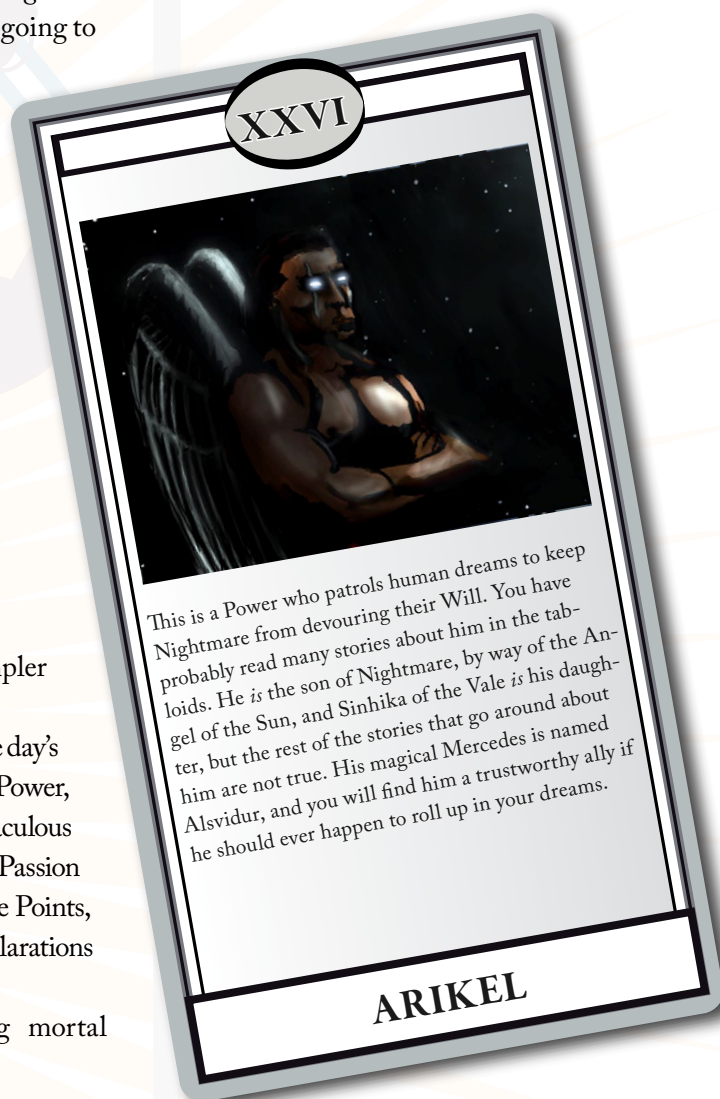 going to
XXVI
This is a Power who patrols human dreams to keep
Nightmare from devouring their Will. You have
probably read many stories about him in the tab-
loids. He is the son of Nightmare, by way of the An-
gel of the Sun, and Sinhika of the Vale is his daugh-
ter, but the rest of the stories that go around about
him are not true. His magical Mercedes is named
Alsvidur, and you will find him a trustworthy ally if
he should ever happen to roll up in your dreams.
ARIKEL
day's
Power,
Passion
Points,
mortal